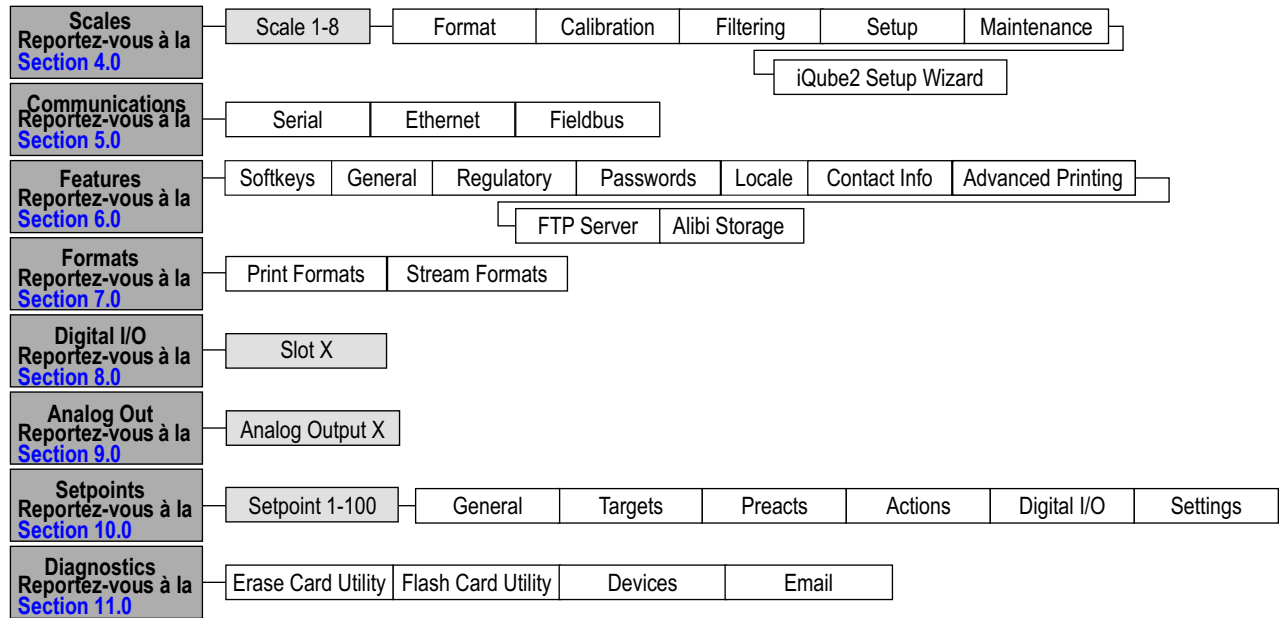 Scales
Reportez-vous à la
Section 4.0
Scale 1-8
Format
Calibration
Filtering
Setup
Maintenance
iQube2 Setup Wizard
Communications
Reportez-vous à la
Section 5.0
Serial
Ethernet
Fieldbus
Features
Reportez-vous à la
Section 6.0
Softkeys
General
Regulatory
Passwords
Locale
Contact Info
Advanced Printing
FTP Server
Alibi Storage
Formats
Reportez-vous à la
Section 7.0
Print Formats
Stream Formats
Digital I/O
Reportez-vous à la
Section 8.0
Slot X
Analog Out
Reportez-vous à la
Section 9.0
Analog Output X
Setpoints
Reportez-vous à la
Section 10.0
Setpoint 1-100
General
Targets
Preacts
Actions
Digital I/O
Settings
Diagnostics
Reportez-vous à la
Section 11.0
Erase Card Utility
Flash Card Utility
Devices
Email